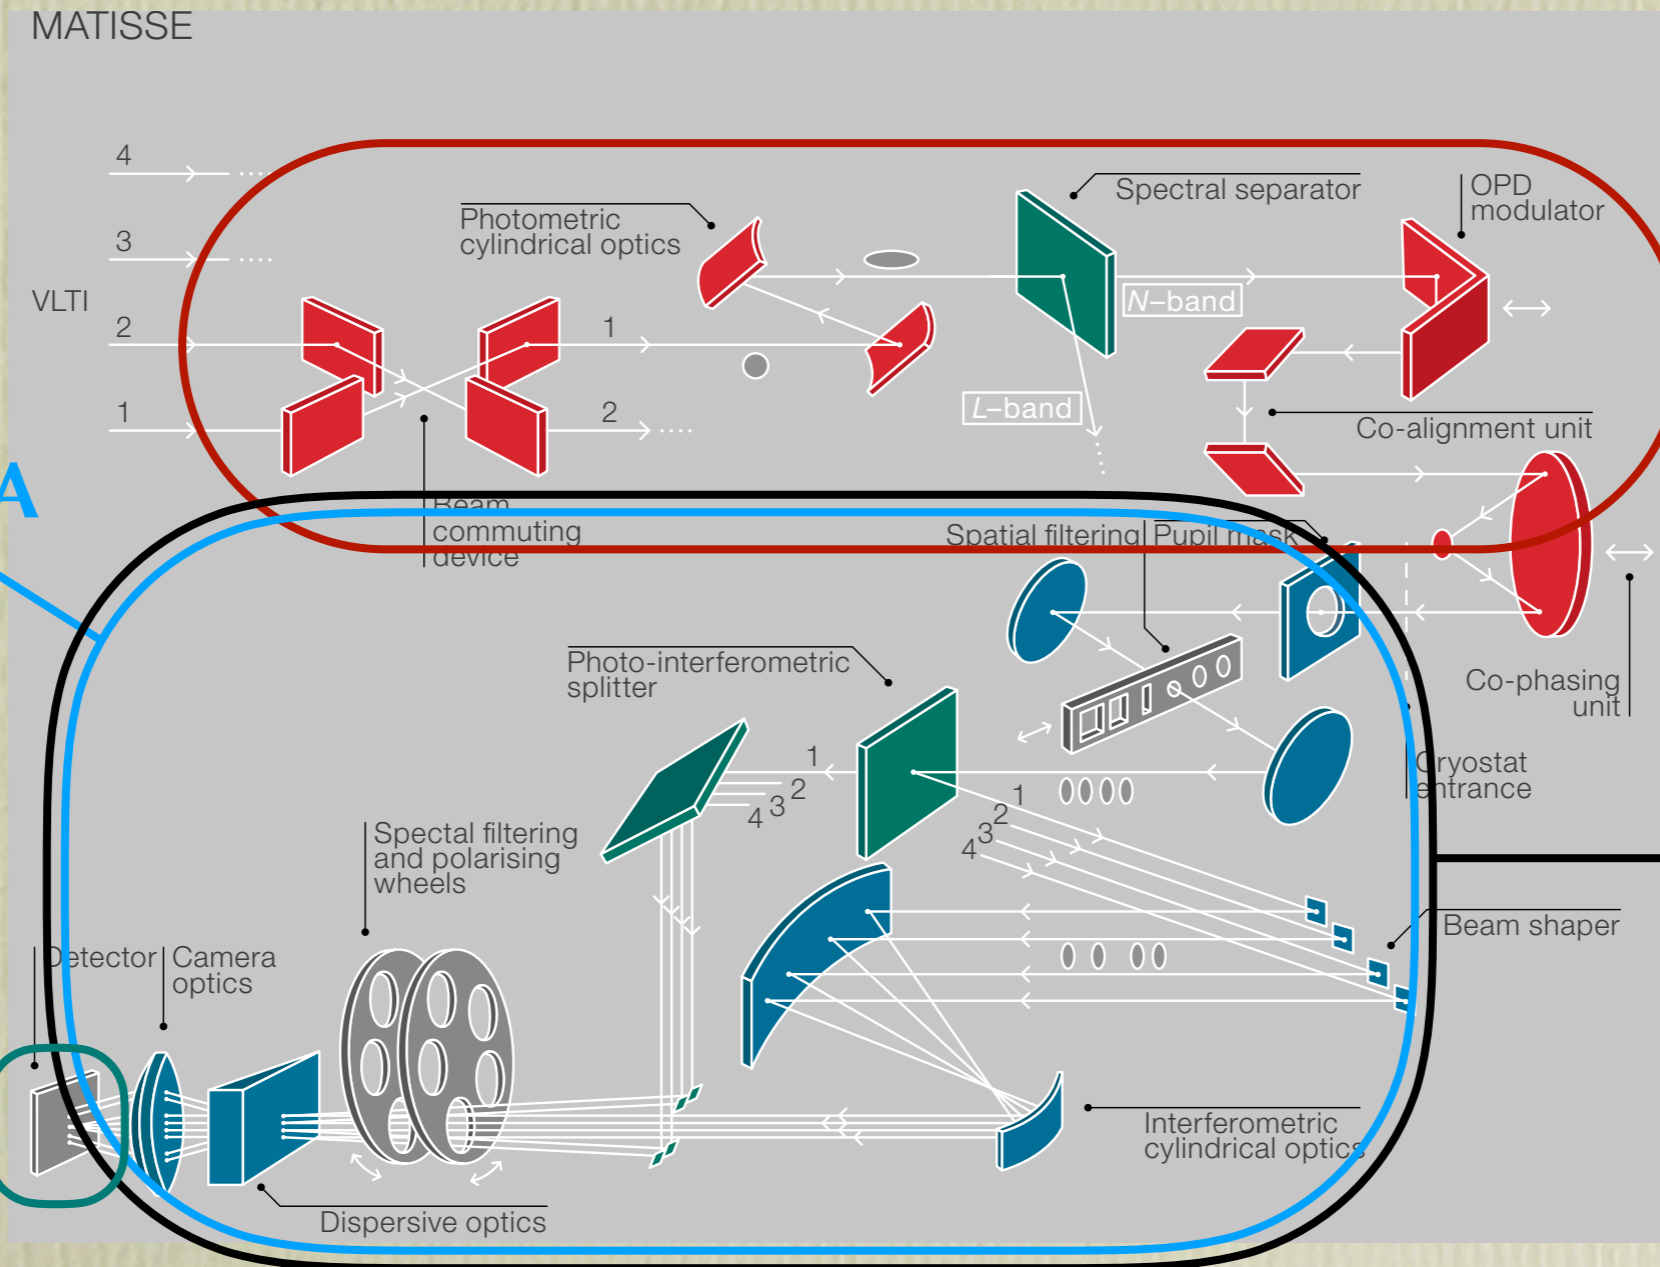 MATISSE
4
3
VLTI
2
1
1
2
Photometric
cylindrical optics
Spectral separator
OPD
modulator
N–band
L–band
Co-alignment unit
A
Beam
commuting
device
Spatial filtering
Pupil mask
Co-phasing
unit
Cryostat
entrance
Photo-interferometric
splitter
1
2
3
4
1
2
3
4
Spectal filtering
and polarising
wheels
Beam shaper
Detector
Camera
optics
Interferometric
cylindrical optics
Dispersive optics